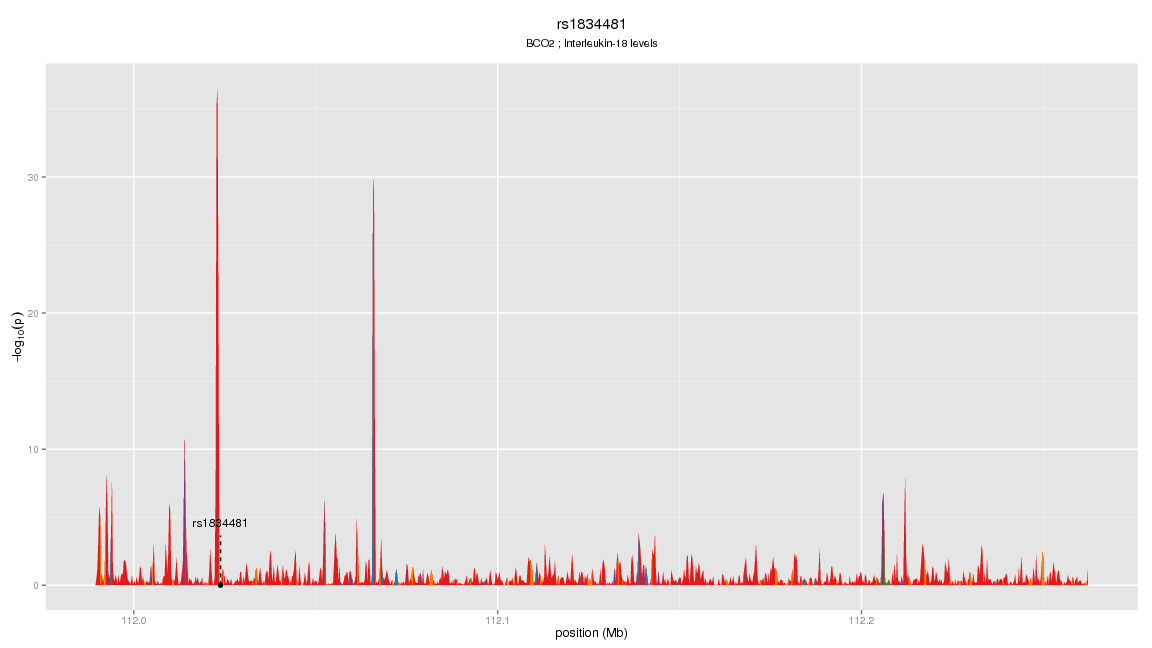 rs1834481
BCO2 ; Interleukin-18 levels
−log10(p)
30
20
10
0
rs1834481
112.0
112.1
112.2
position (Mb)